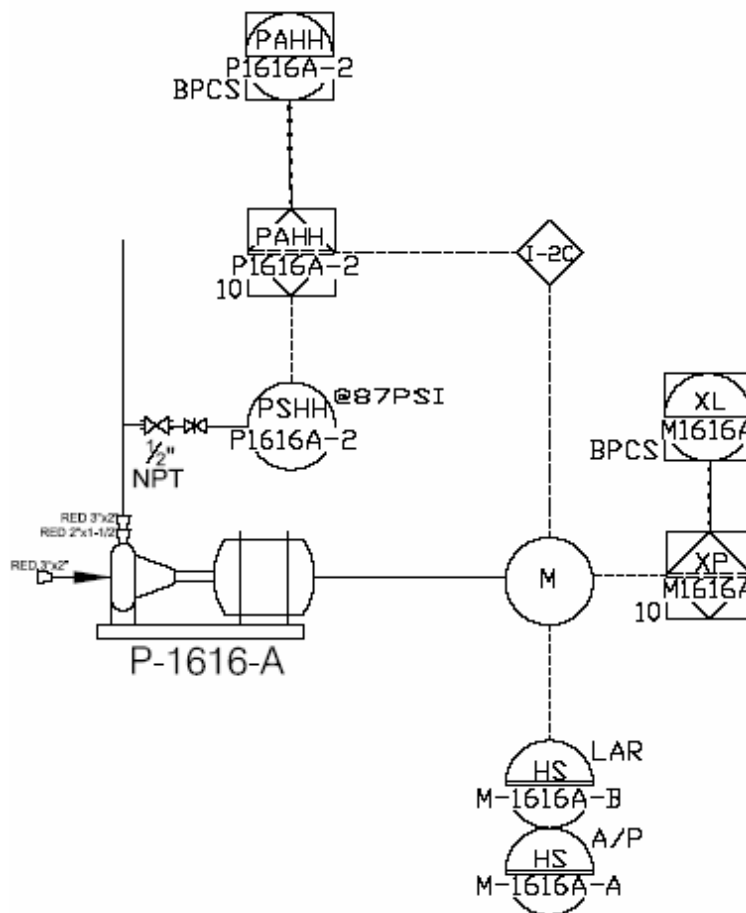 PAHH
P1616A-2
BPCS
PAHH
P1616A-2
10
I-2C
PSHH
@87PSI
P1616A-2
1/2"
NPT
XL
M1616A
BPCS
RED 3"x2"
RED 2"x1-1/2"
RED 3"x2"
M
XP
M1616A
10
P-1616-A
LAR
HS
M-1616A-B
A/P
HS
M-1616A-A